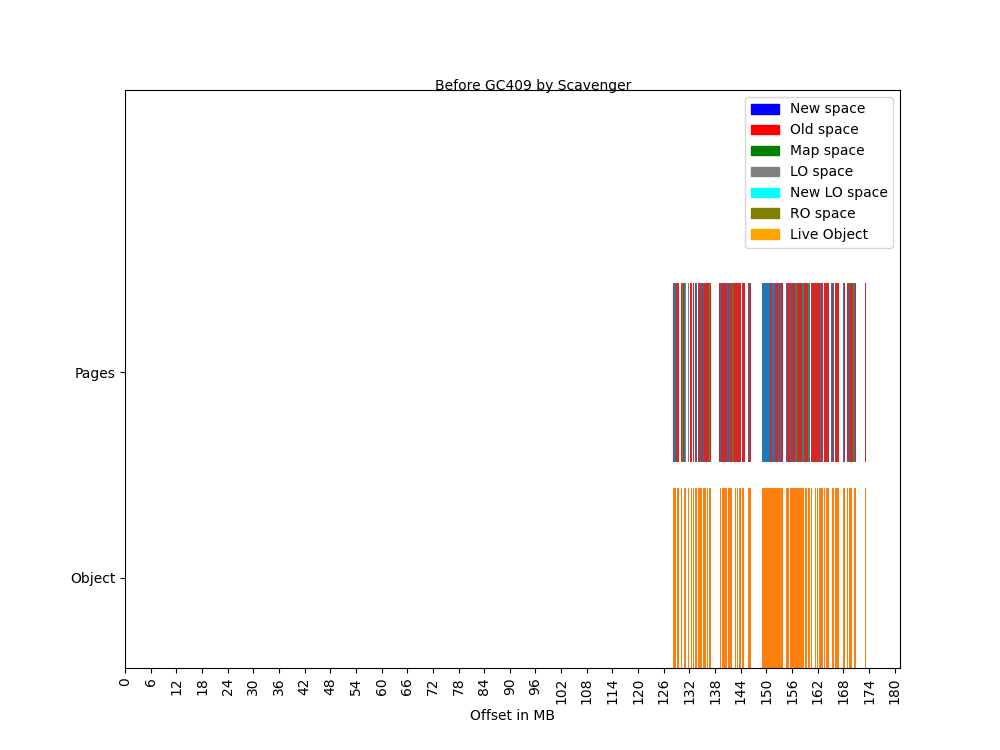 Before GC409 by Scavenger
New space
Old space
Map space
LO space
New LO space
RO space
Live Object
Pages
Object
0 6 12 18 24 30 36 42 48 54 60 66 72 78 84 90 96 102 108 114 120 126 132 138 144 150 156 162 168 174 180
Offset in MB